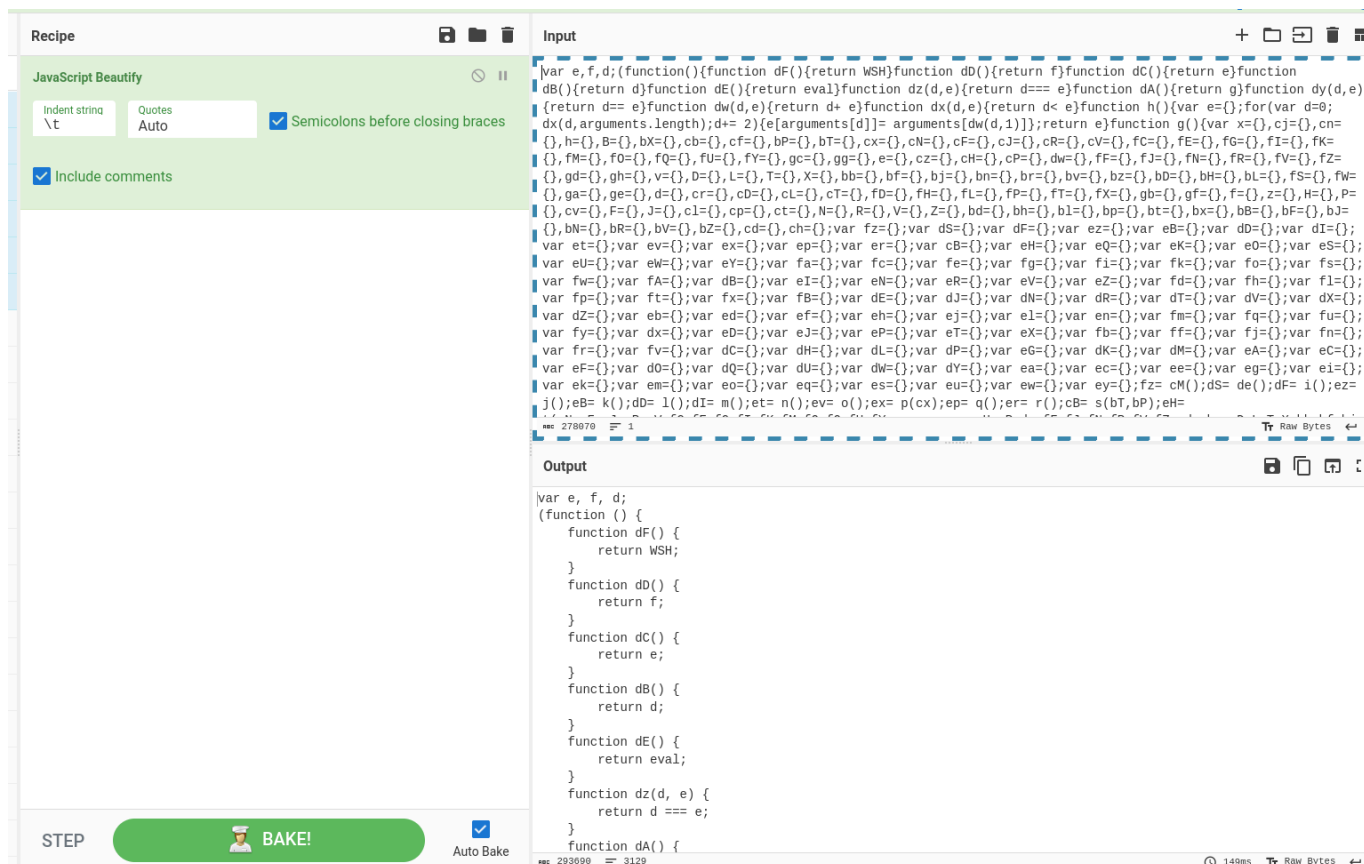 Recipe
JavaScript Beautify
Indent string
\t
Quotes
Auto
Semicolons before closing braces
Include comments
STEP
BAKE!
Auto Bake
Input
var e,f,d;(function(){function dF(){return WSH}function dD(){return f}function dC(){return e}function
dB(){return d}function dE(){return eval}function dz(d,e){return d=== e}function dA(){return g}function dy(d,e)
{return d== e}function dw(d,e){return d+ e}function dx(d,e){return d< e}function h(){var e={};for(var d=0;
dx(d,arguments.length);d+= 2){e[arguments[d]]= arguments[dw(d,1)]};return e}function g(){var x={},cj={},cn=
{},h={},B={},bX={},cb={},cf={},bP={},bT={},cx={},cN={},cF={},cJ={},cR={},cV={},fC={},fE={},fG={},fI={},fK=
{},fM={},fO={},fQ={},fU={},fY={},gc={},gg={},e={},cz={},cH={},cP={},dw={},fF={},fJ={},fN={},fR={},fV={},fZ=
{},gd={},gh={},v={},D={},L={},T={},X={},bb={},bf={},bj={},bn={},br={},bv={},bz={},bD={},bH={},bL={},fS={},fW=
{},ga={},ge={},d={},cr={},cD={},cL={},cT={},fD={},fH={},fL={},fP={},fT={},fX={},gb={},gf={},f={},z={},H={},P=
{},cv={},F={},J={},cl={},cp={},ct={},N={},R={},V={},Z={},bd={},bh={},bl={},bp={},bt={},bx={},bB={},bF={},bJ=
{},bN={},bR={},bV={},bZ={},cd={},ch={};var fz={};var dS={};var dF={};var ez={};var eB={};var dD={};var dI={};
var et={};var ev={};var ex={};var ep={};var er={};var cB={};var eH={};var eQ={};var eK={};var eO={};var eS={};
var eU={};var eW={};var eY={};var fa={};var fc={};var fe={};var fg={};var fi={};var fk={};var fo={};var fs={};
var fw={};var fA={};var dB={};var eI={};var eN={};var eR={};var eV={};var eZ={};var fd={};var fh={};var fl={};
var fp={};var ft={};var fx={};var fB={};var dE={};var dJ={};var dN={};var dR={};var dT={};var dV={};var dX={};
var dZ={};var eb={};var ed={};var ef={};var eh={};var ej={};var el={};var en={};var fm={};var fq={};var fu={};
var fy={};var dx={};var eD={};var eJ={};var eP={};var eT={};var eX={};var fb={};var ff={};var fj={};var fn={};
var fr={};var fv={};var dC={};var dH={};var dL={};var dP={};var eG={};var dK={};var dM={};var eA={};var eC={};
var eF={};var dO={};var dQ={};var dU={};var dW={};var dY={};var ea={};var ec={};var ee={};var eg={};var ei={};
var ek={};var em={};var eo={};var eq={};var es={};var eu={};var ew={};var ey={};fz= cM();dS= de();dF= i();ez=
j();eB= k();dD= l();dI= m();et= n();ev= o();ex= p(cx);ep= q();er= r();cB= s(bT,bP);eH=
278070 1
Raw Bytes
Output
var e, f, d;
(function () {
    function dF() {
        return WSH;
    }
    function dD() {
        return f;
    }
    function dC() {
        return e;
    }
    function dB() {
        return d;
    }
    function dE() {
        return eval;
    }
    function dz(d, e) {
        return d === e;
    }
    function dA() {
293690 3129
149ms Raw Bytes